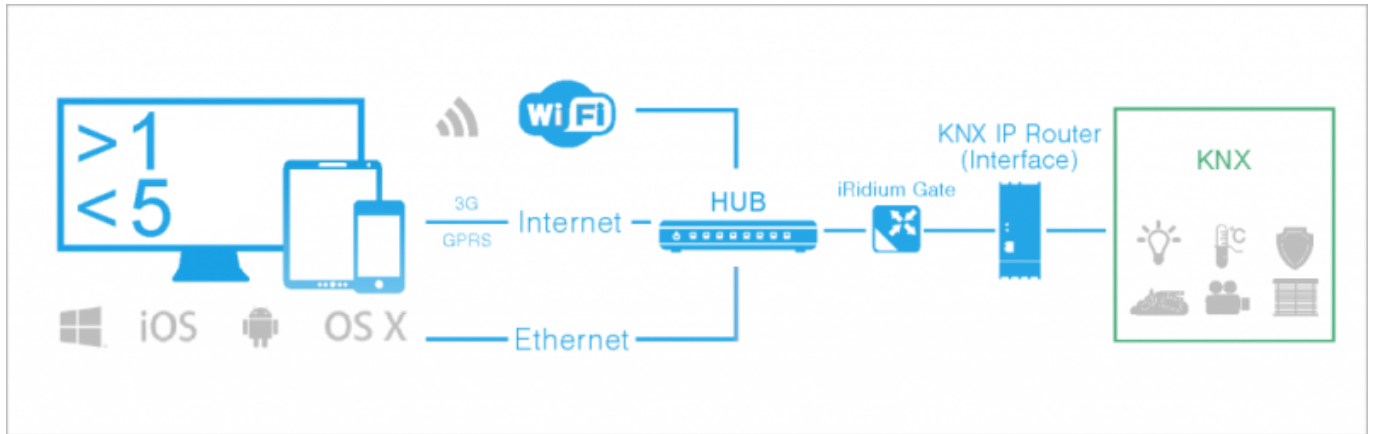 > 1
< 5
iOS
OS X
WiFi
3G
GPRS
Internet
Ethernet
HUB
iRidium Gate
KNX IP Router
(Interface)
KNX
°C